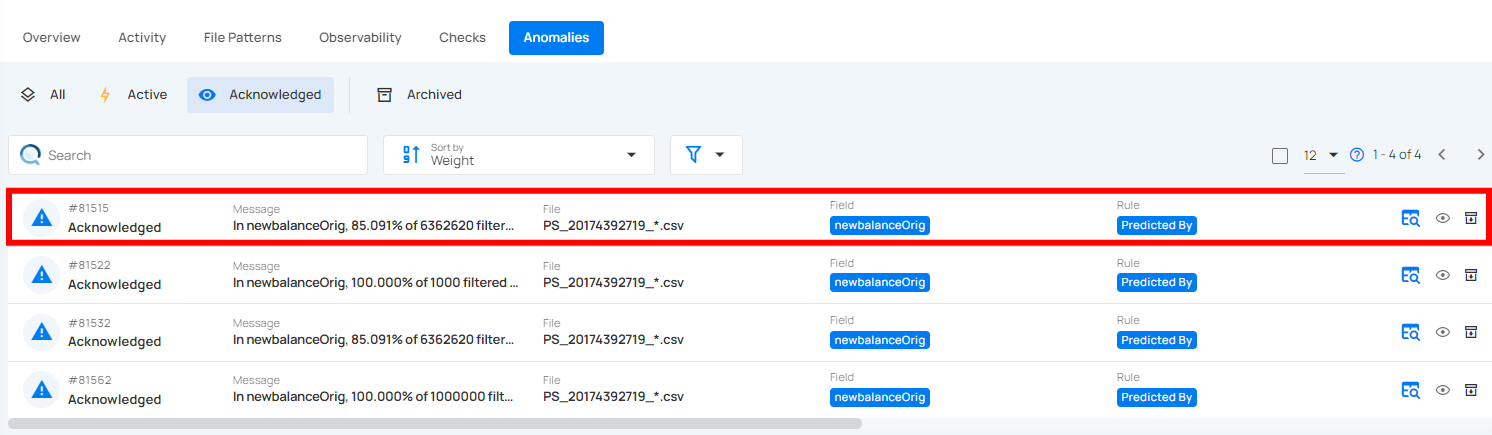 Overview Activity File Patterns Observability Checks Anomalies
All Active Acknowledged Archived
Search
Sort by
Weight
12 1 - 4 of 4
#81515 Message File Field Rule
Acknowledged In newbalanceOrig, 85.091% of 6362620 filter... PS_20174392719_*.csv newbalanceOrig Predicted By
#81522 Message File Field Rule
Acknowledged In newbalanceOrig, 100.000% of 1000 filtered ... PS_20174392719_*.csv newbalanceOrig Predicted By
#81532 Message File Field Rule
Acknowledged In newbalanceOrig, 85.091% of 6362620 filter... PS_20174392719_*.csv newbalanceOrig Predicted By
#81562 Message File Field Rule
Acknowledged In newbalanceOrig, 100.000% of 1000000 filt... PS_20174392719_*.csv newbalanceOrig Predicted By